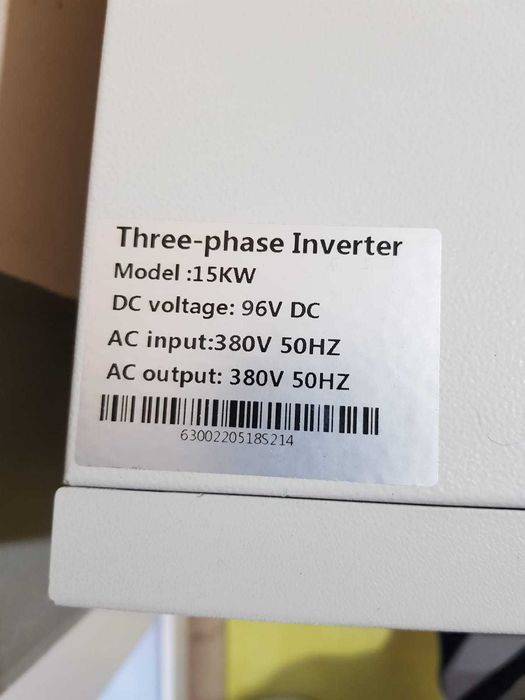 Three-phase Inverter
Model :15KW
DC voltage: 96V DC
AC input:380V 50HZ
AC output: 380V 50HZ
6300220518S214